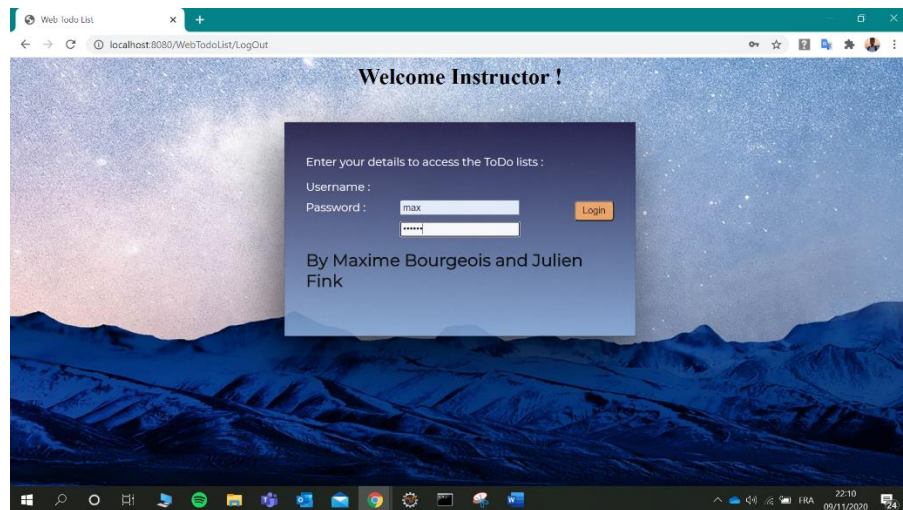 Web Todo List
localhost:8080/WebTodoList/LogOut
Welcome Instructor !
Enter your details to access the ToDo lists :
Username :
Password :
max
••••••
Login
By Maxime Bourgeois and Julien
Fink
FRA
22:10
09/11/2020
24